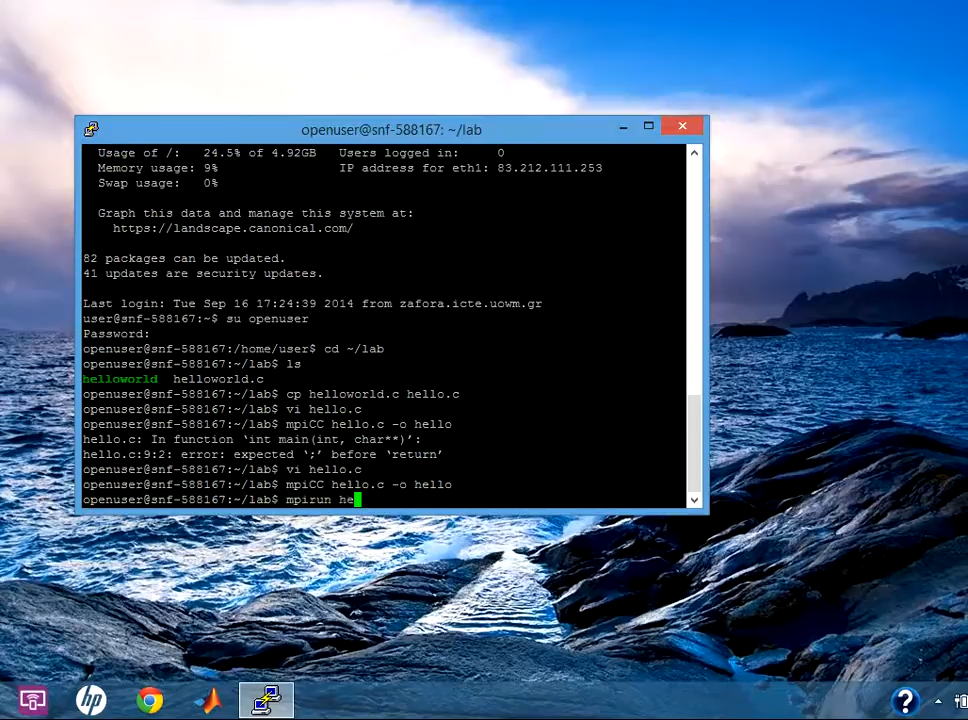 openuser@snf-588167: ~/lab
Usage of /:   24.5% of 4.92GB   Users logged in:     0
Memory usage: 9%                IP address for eth1: 83.212.111.253
Swap usage:   0%
Graph this data and manage this system at:
https://landscape.canonical.com/
82 packages can be updated.
41 updates are security updates.
Last login: Tue Sep 16 17:24:39 2014 from zafora.icte.uowm.gr
user@snf-588167:~$ su openuser
Password:
openuser@snf-588167:/home/user$ cd ~/lab
openuser@snf-588167:~/lab$ ls
helloworld  helloworld.c
openuser@snf-588167:~/lab$ cp helloworld.c hello.c
openuser@snf-588167:~/lab$ vi hello.c
openuser@snf-588167:~/lab$ mpiCC hello.c -o hello
hello.c: In function ‘int main(int, char**)’:
hello.c:9:2: error: expected ‘;’ before ‘return’
openuser@snf-588167:~/lab$ vi hello.c
openuser@snf-588167:~/lab$ mpiCC hello.c -o hello
openuser@snf-588167:~/lab$ mpirun he
hp
?